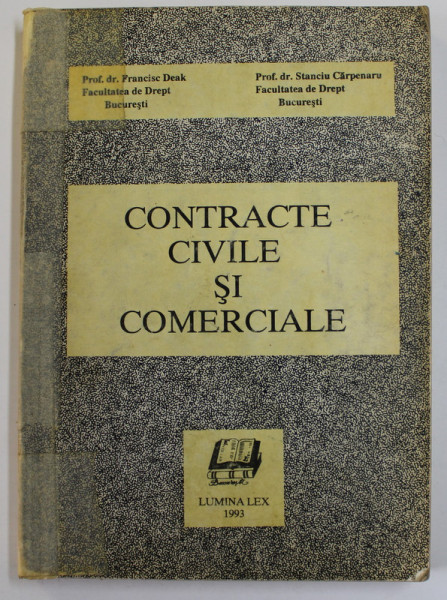 Prof. dr. Francisc Deak
Facultatea de Drept
București
Prof. dr. Stanciu Cărpenaru
Facultatea de Drept
București
CONTRACTE
CIVILE
ŞI
COMERCIALE
LUMINA LEX
1993